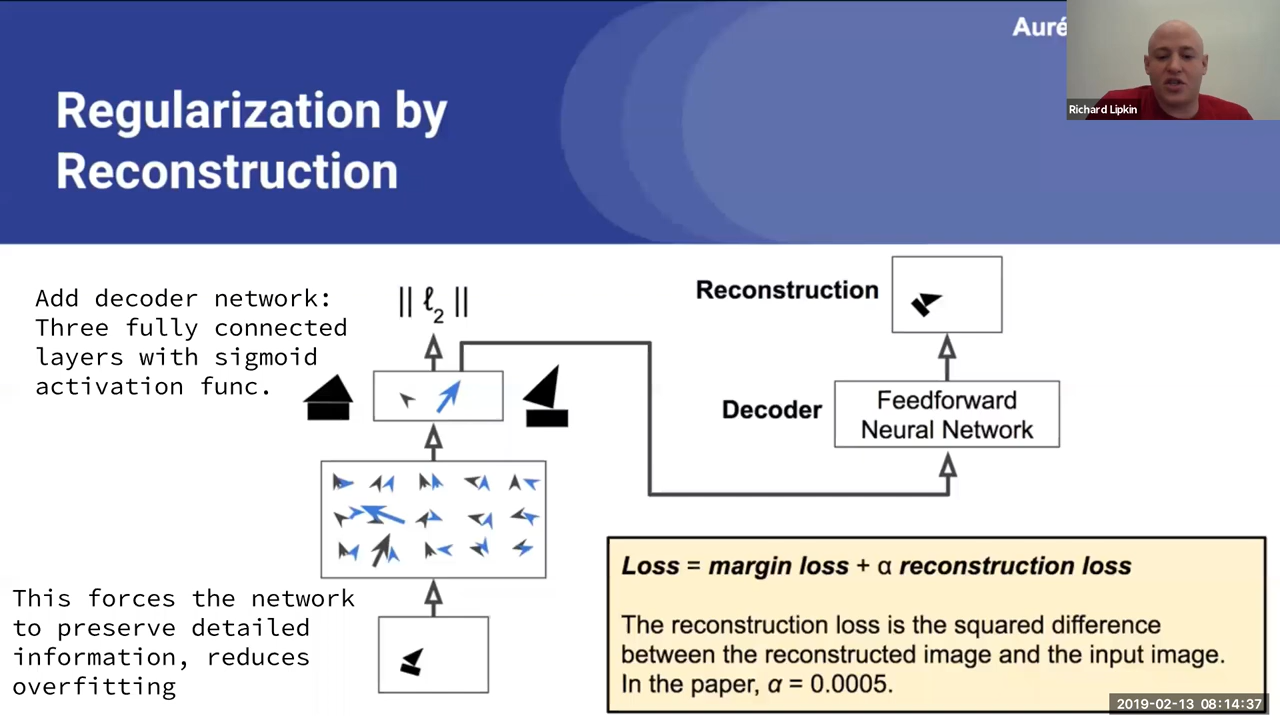 Auré
Richard Lipkin
Regularization by
Reconstruction
Add decoder network:
Three fully connected
layers with sigmoid
activation func.
|| ℓ2 ||
Reconstruction
Decoder
Feedforward
Neural Network
This forces the network
to preserve detailed
information, reduces
overfitting
Loss = margin loss + α reconstruction loss
The reconstruction loss is the squared difference
between the reconstructed image and the input image.
In the paper, α = 0.0005.
2019-02-13 08:14:37